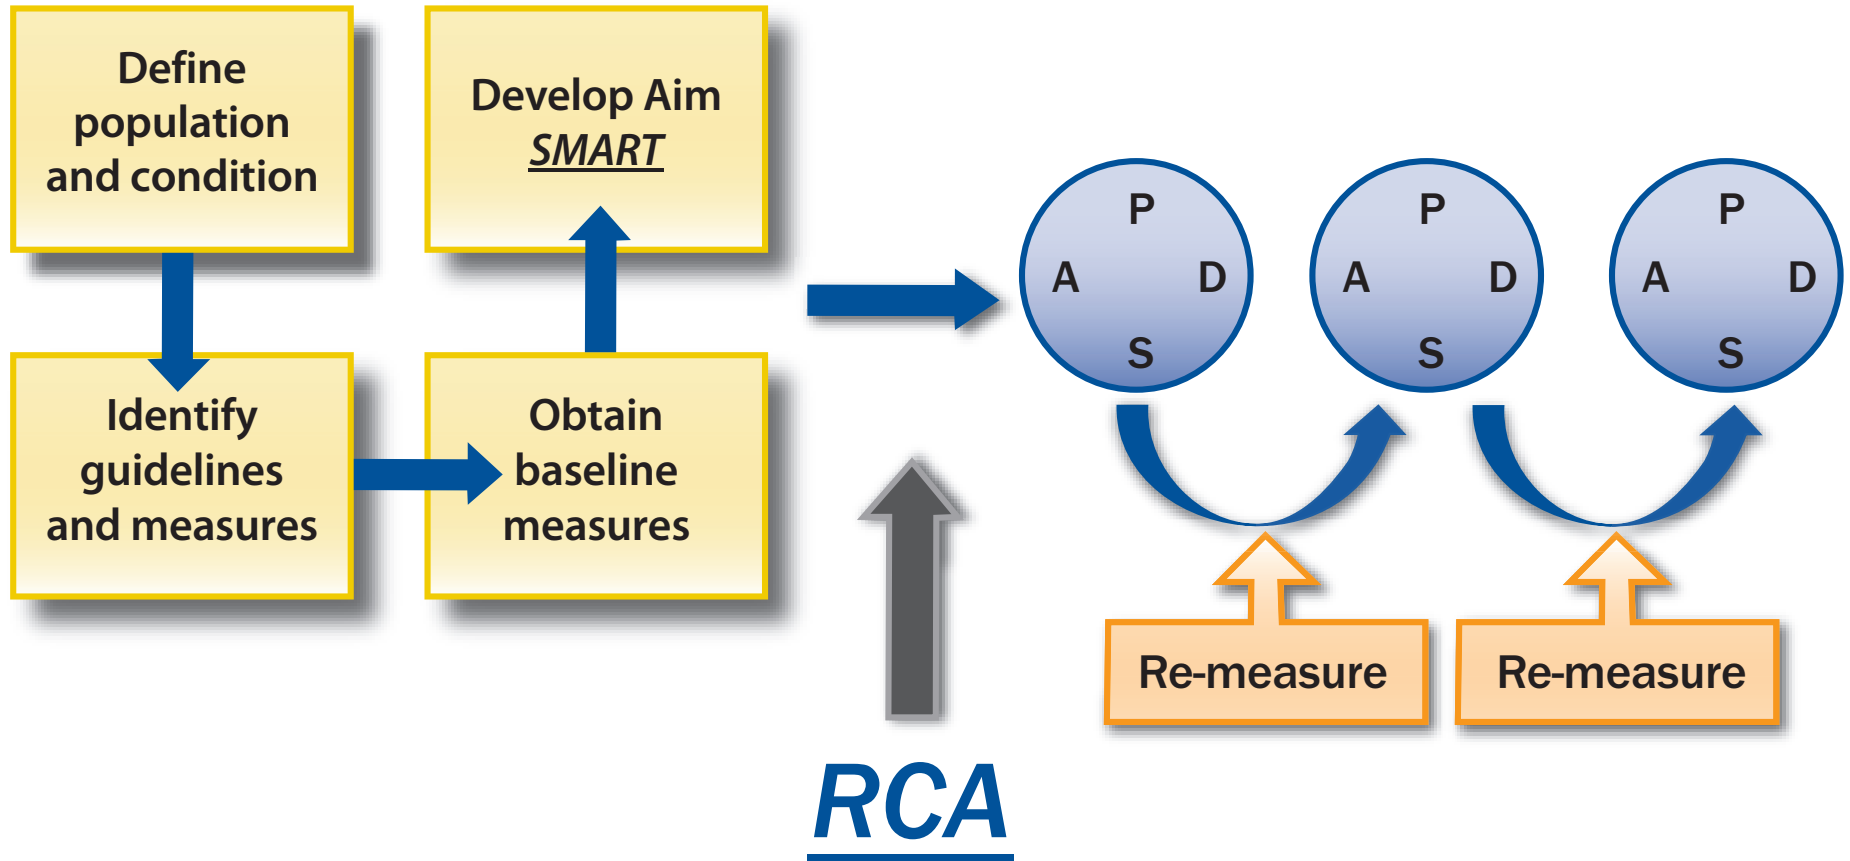 Define
population
and condition
Identify
guidelines
and measures
Obtain
baseline
measures
Develop Aim
SMART
P
A D
S
P
A D
S
P
A D
S
Re-measure
Re-measure
RCA